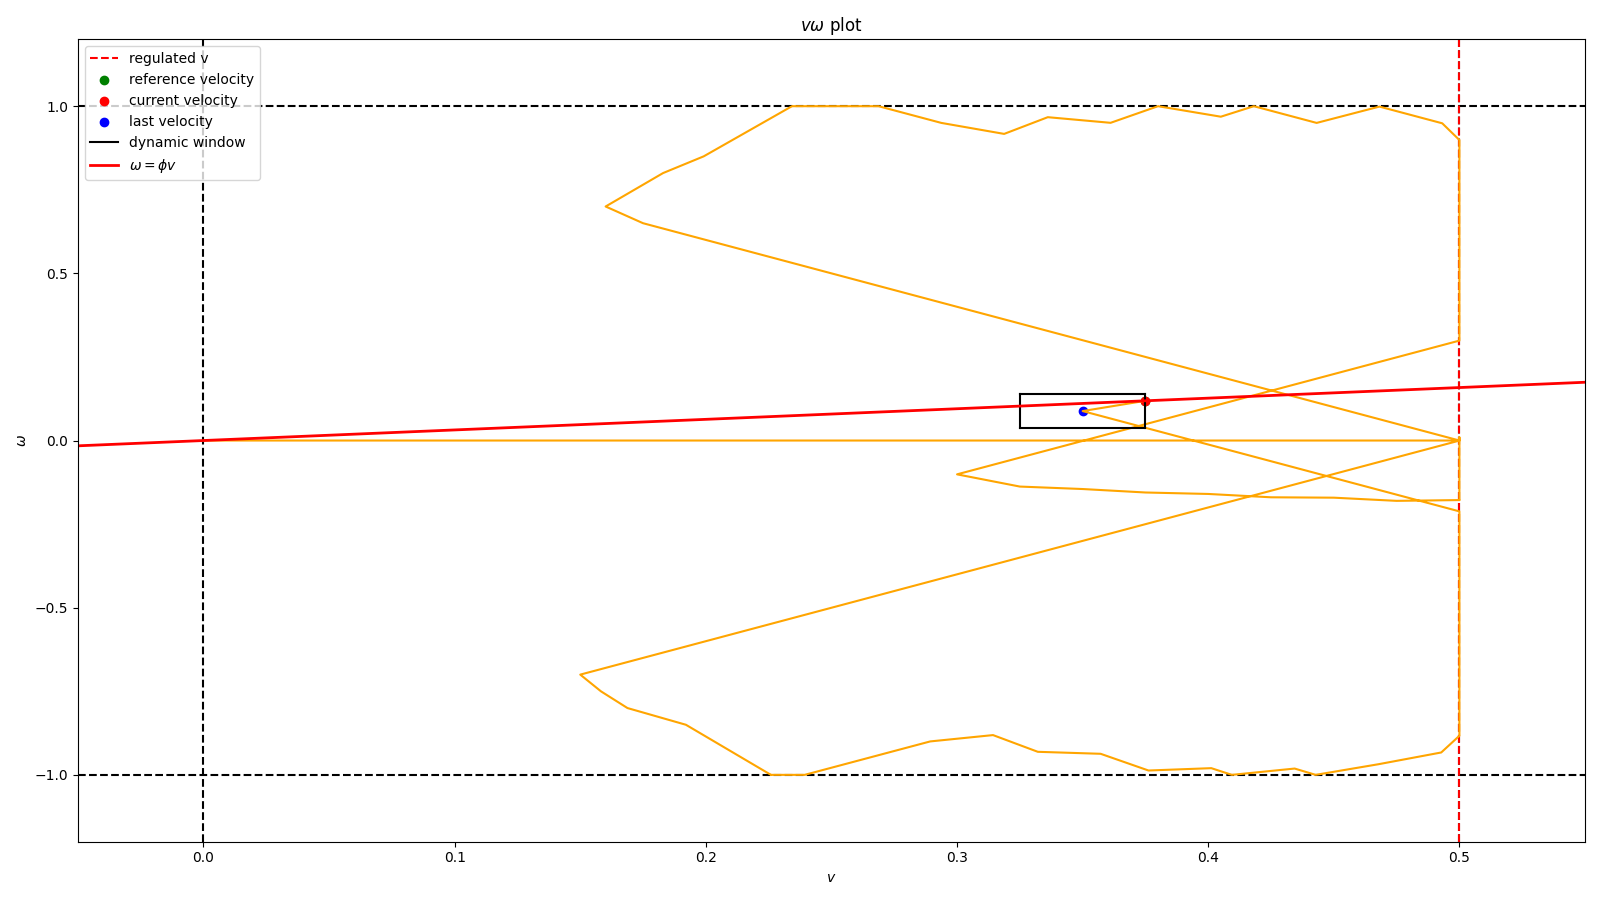 vω plot
regulated v
reference velocity
current velocity
last velocity
dynamic window
ω = ϕv
1.0
0.5
0.0
−0.5
−1.0
ω
0.0 0.1 0.2 0.3 0.4 0.5
v